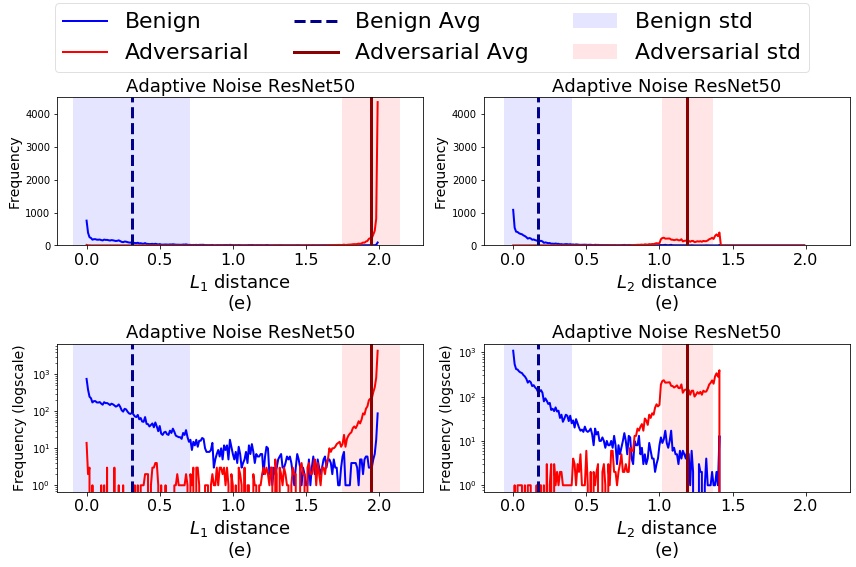 Benign Benign Avg Benign std
Adversarial Adversarial Avg Adversarial std
Adaptive Noise ResNet50
Frequency
4000
3000
2000
1000
0
0.0 0.5 1.0 1.5 2.0
L₁ distance
(e)
Adaptive Noise ResNet50
Frequency
4000
3000
2000
1000
0
0.0 0.5 1.0 1.5 2.0
L₂ distance
(e)
Adaptive Noise ResNet50
Frequency (logscale)
10³
10²
10¹
10⁰
0.0 0.5 1.0 1.5 2.0
L₁ distance
(e)
Adaptive Noise ResNet50
Frequency (logscale)
10³
10²
10¹
10⁰
0.0 0.5 1.0 1.5 2.0
L₂ distance
(e)